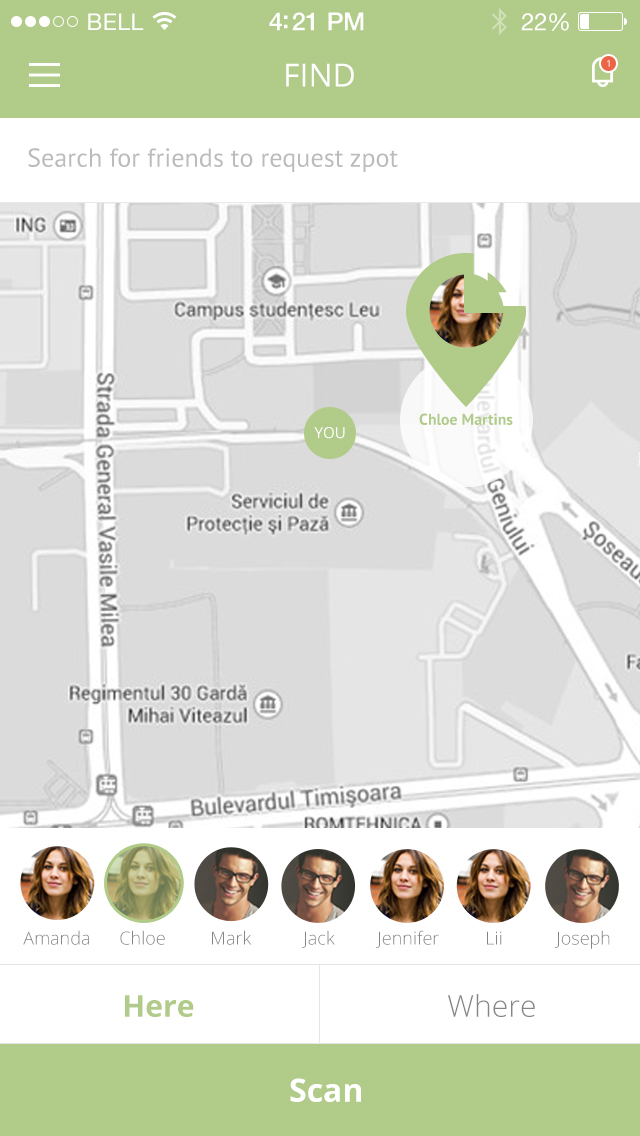 BELL
4:21 PM
22%
FIND
1
Search for friends to request zpot
ING
Campus studențesc Leu
Chloe Martins
YOU
Strada General Vasile Milea
Bulevardul Geniului
Serviciul de
Protecție și Pază
Șoseau
Fa
Regimentul 30 Gardă
Mihai Viteazul
Bulevardul Timișoara
ROMTEHNICA
Amanda
Chloe
Mark
Jack
Jennifer
Lii
Joseph
Here
Where
Scan